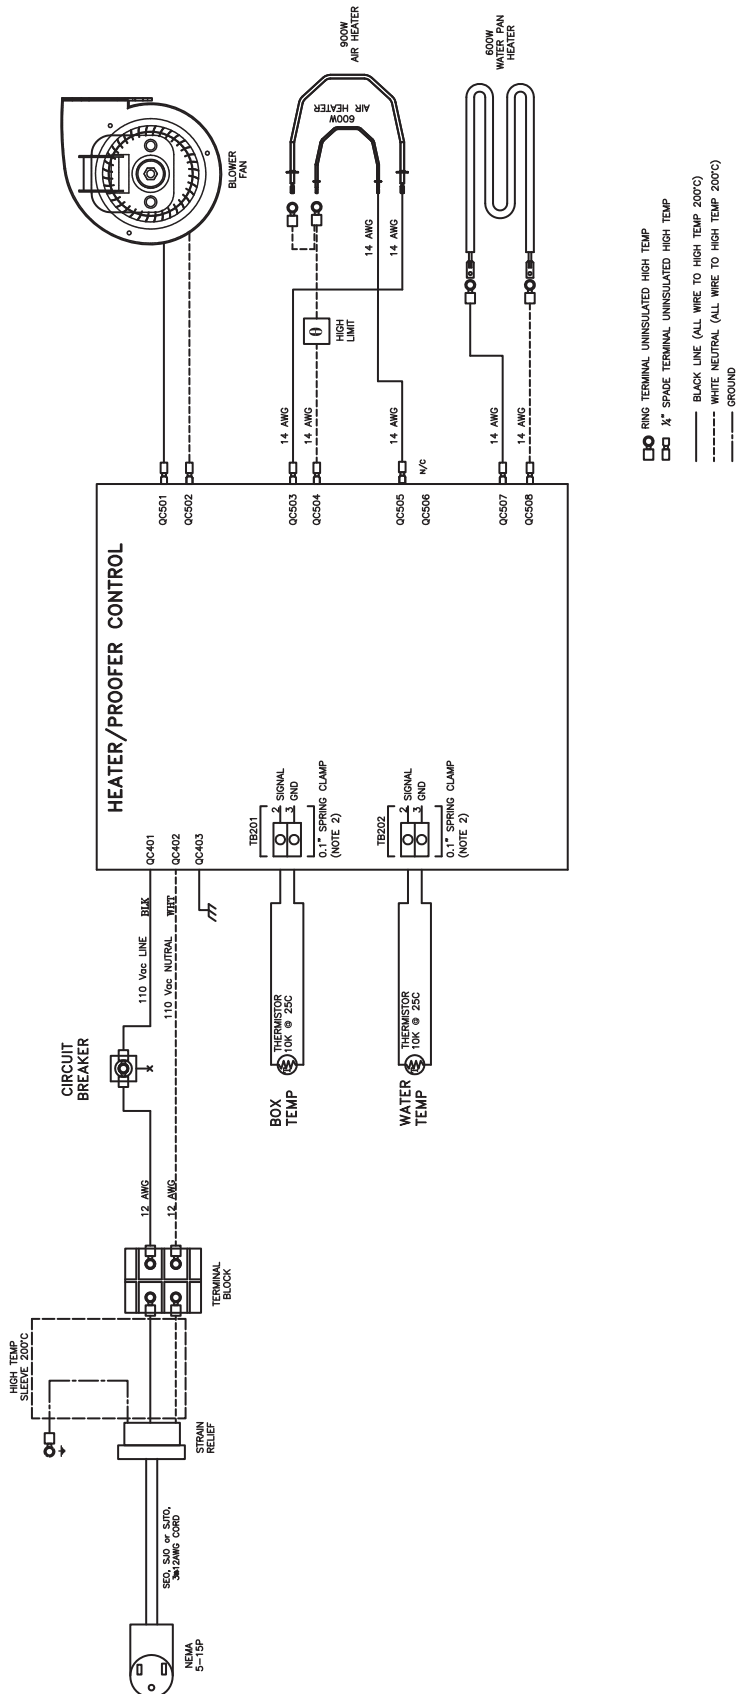 NEMA
5-15P
SEO, SJO or SJTO,
3#12AWG CORD
STRAIN
RELIEF
HIGH TEMP
SLEEVE 200°C
TERMINAL
BLOCK
12 AWG
12 AWG
CIRCUIT
BREAKER
110 Vac LINE
BLK
110 Vac NUTRAL
WHT
BOX
TEMP
THERMISTOR
10K @ 25C
WATER
TEMP
THERMISTOR
10K @ 25C
HEATER/PROOFER CONTROL
QC401
QC402
QC403
TB201
2 SIGNAL
3 GND
0.1" SPRING CLAMP
(NOTE 2)
TB202
2 SIGNAL
3 GND
0.1" SPRING CLAMP
(NOTE 2)
QC501
QC502
QC503
QC504
QC505
QC506
QC507
QC508
N/C
14 AWG
14 AWG
14 AWG
14 AWG
14 AWG
HIGH
LIMIT
θ
14 AWG
14 AWG
BLOWER
FAN
900W
AIR HEATER
600W
AIR HEATER
600W
WATER PAN
HEATER
RING TERMINAL UNINSULATED HIGH TEMP
¼" SPADE TERMINAL UNINSULATED HIGH TEMP
BLACK LINE (ALL WIRE TO HIGH TEMP 200°C)
WHITE NEUTRAL (ALL WIRE TO HIGH TEMP 200°C)
GROUND